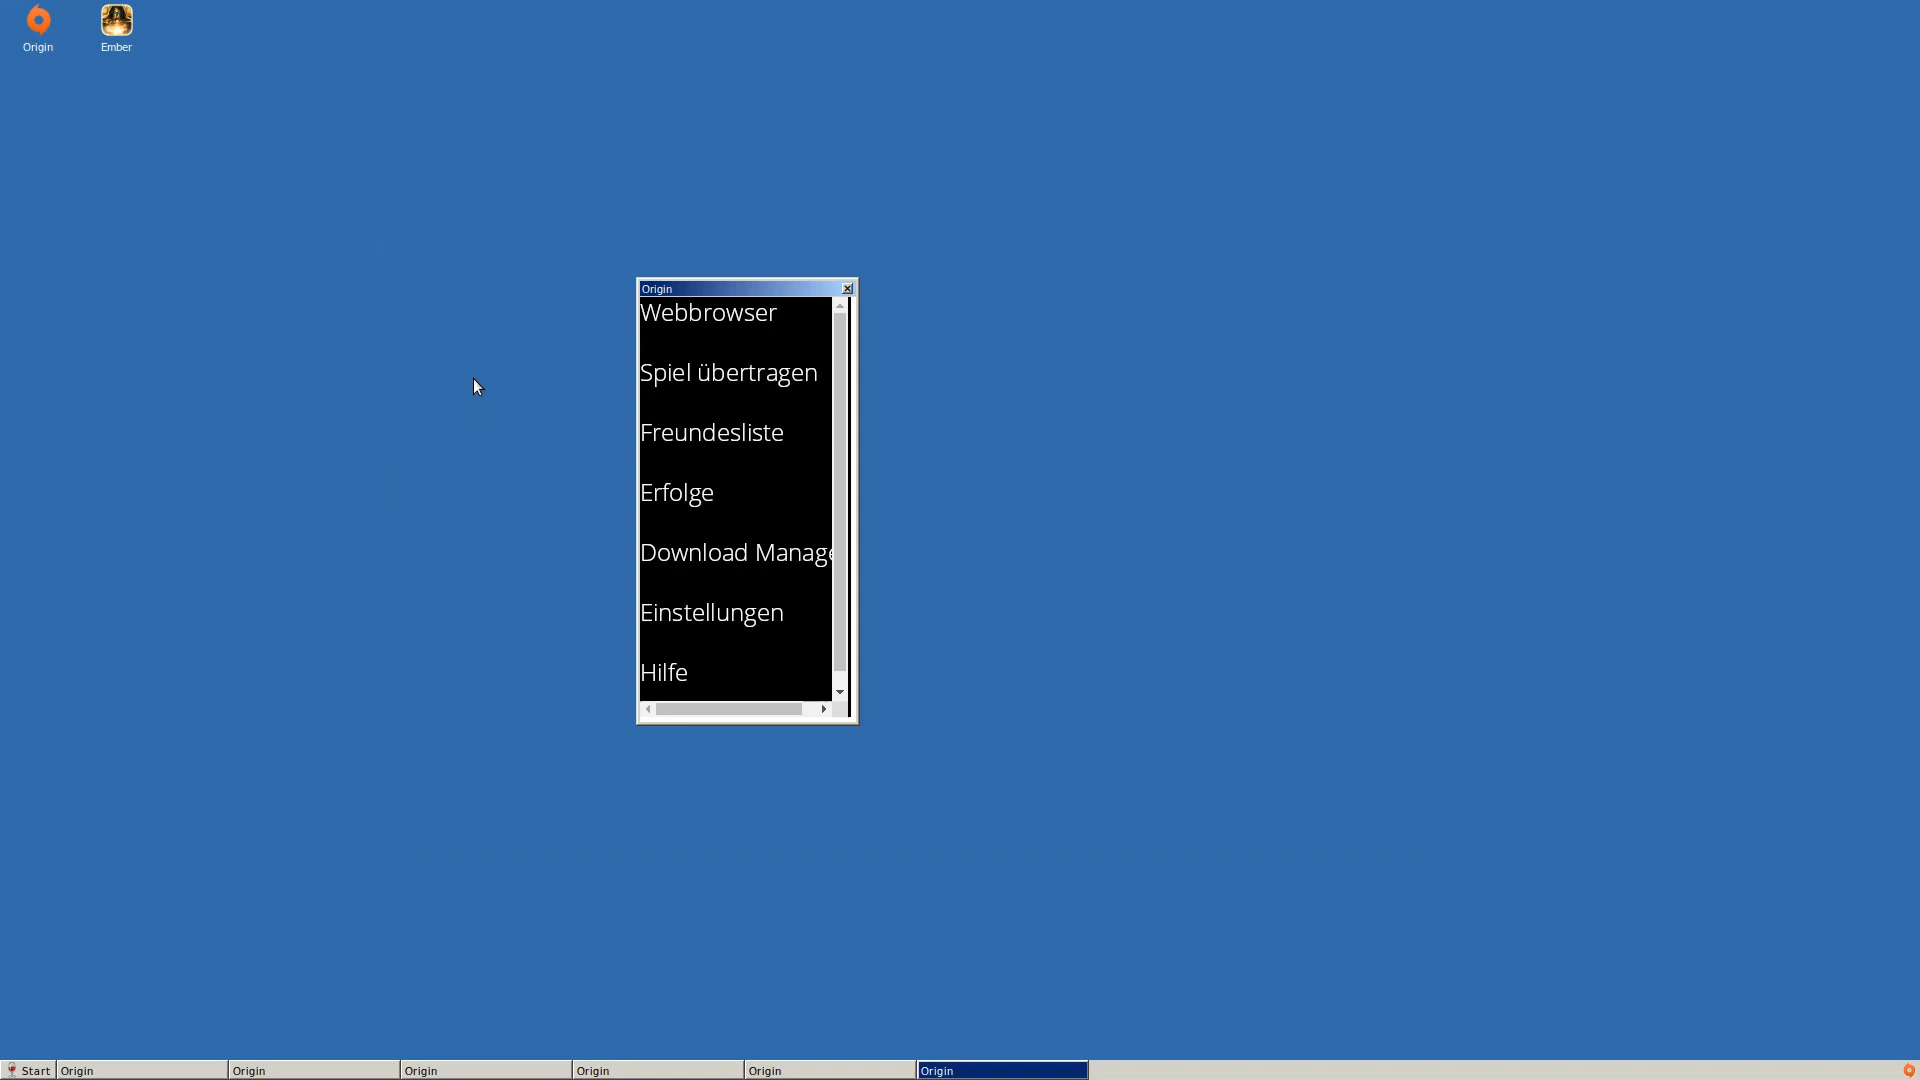 Origin
Ember
Origin
Webbrowser
Spiel übertragen
Freundesliste
Erfolge
Download Manage
Einstellungen
Hilfe
Start
Origin
Origin
Origin
Origin
Origin
Origin